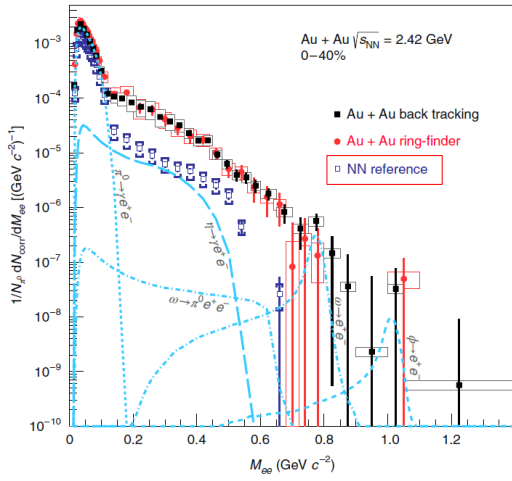 Au + Au √sNN = 2.42 GeV
0–40%
Au + Au back tracking
Au + Au ring-finder
NN reference
1/Nπ0 dNcorr/dMee [(GeV c−2)−1]
10−3
10−4
10−5
10−6
10−7
10−8
10−9
10−10
π0→γe+e−
η→γe+e−
ω→π0e+e−
ω→e+e−
ϕ→e+e−
0
0.2
0.4
0.6
0.8
1.0
1.2
Mee (GeV c−2)